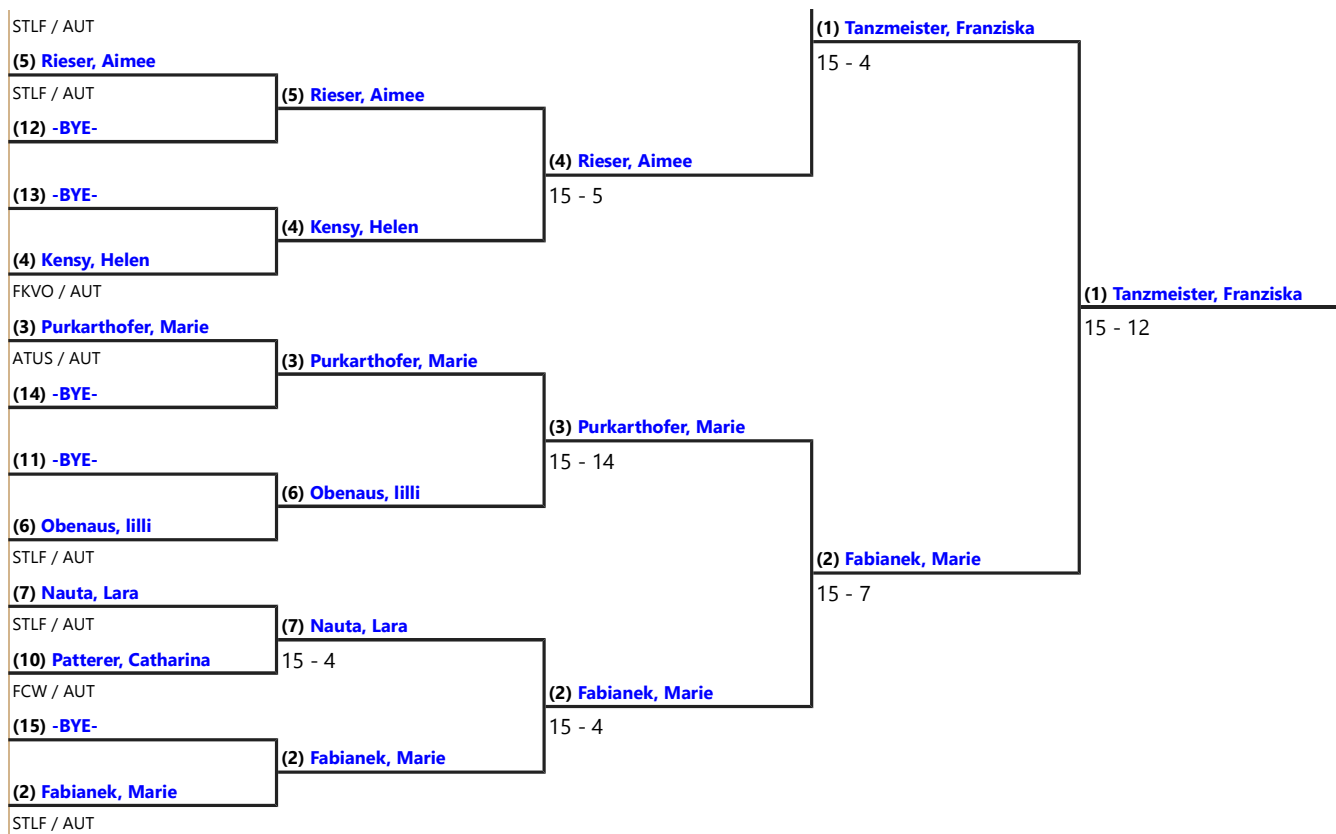 STLF / AUT
(5) Rieser, Aimee
STLF / AUT
(12) -BYE-
(13) -BYE-
(4) Kensy, Helen
FKVO / AUT
(3) Purkarthofer, Marie
ATUS / AUT
(14) -BYE-
(11) -BYE-
(6) Obenaus, lilli
STLF / AUT
(7) Nauta, Lara
STLF / AUT
(10) Patterer, Catharina
FCW / AUT
(15) -BYE-
(2) Fabianek, Marie
STLF / AUT
(5) Rieser, Aimee
(4) Kensy, Helen
(3) Purkarthofer, Marie
(6) Obenaus, lilli
(7) Nauta, Lara
15 - 4
(2) Fabianek, Marie
(4) Rieser, Aimee
15 - 5
(3) Purkarthofer, Marie
15 - 14
(2) Fabianek, Marie
15 - 4
(1) Tanzmeister, Franziska
15 - 4
(2) Fabianek, Marie
15 - 7
(1) Tanzmeister, Franziska
15 - 12